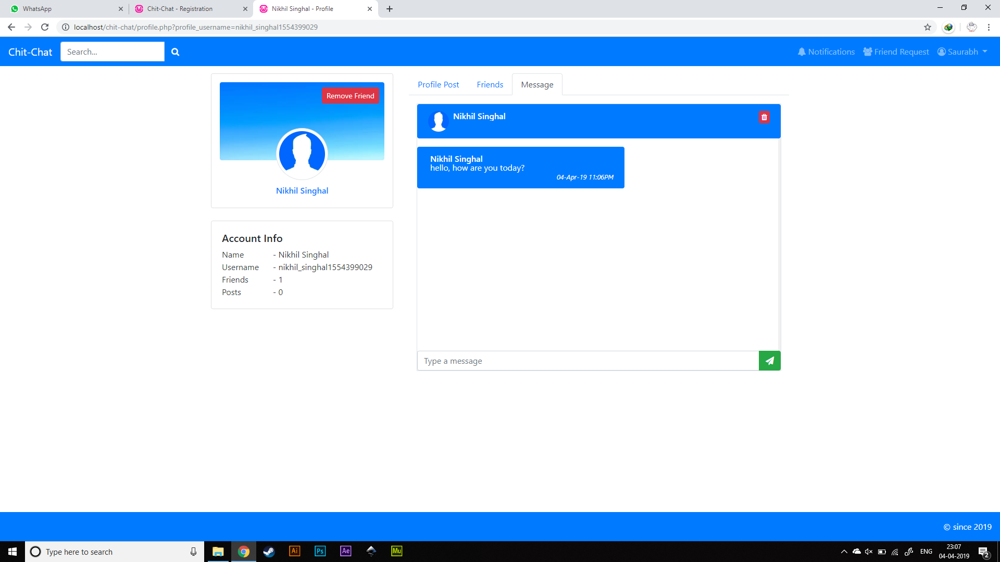 WhatsApp
Chit-Chat - Registration
Nikhil Singhal - Profile
localhost/chit-chat/profile.php?profile_username=nikhil_singhal1554399029
Chit-Chat
Search...
Notifications
Friend Request
Saurabh
Remove Friend
Nikhil Singhal
Account Info
Name - Nikhil Singhal
Username - nikhil_singhal1554399029
Friends - 1
Posts - 0
Profile Post
Friends
Message
Nikhil Singhal
Nikhil Singhal
hello, how are you today?
04-Apr-19 11:06PM
Type a message
© since 2019
Type here to search
Ai
Ps
Ae
Mu
ENG
23:07
04-04-2019
2